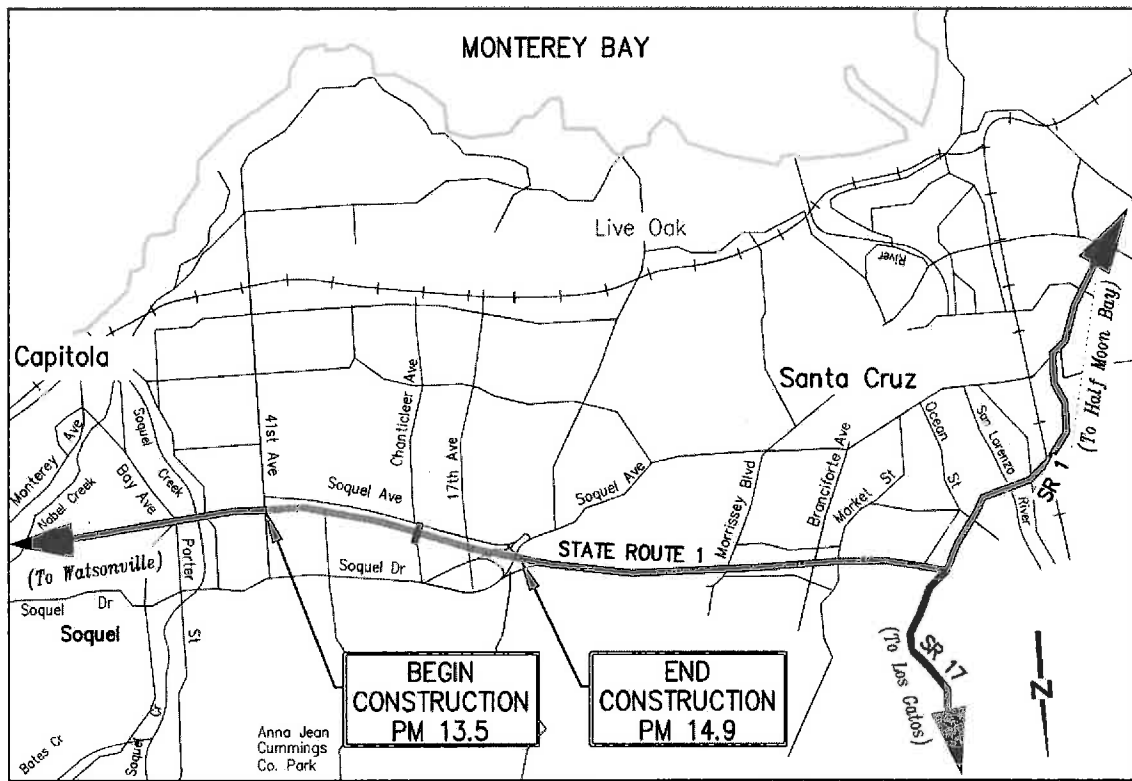 MONTEREY BAY
Live Oak
River
Capitola
Santa Cruz
(To Half Moon Bay)
Monterey Ave
Nobel Creek
Bay Ave
Soquel Creek
41st Ave
Chanticleer Ave
17th Ave
Soquel Ave
Soquel Ave
Morrissey Blvd
Branciforte Ave
Market St
Ocean St
San Lorenzo River
SR 1
STATE ROUTE 1
(To Watsonville)
Porter St
Soquel Dr
Soquel Dr
Soquel
SR 17
(To Los Gatos)
N
BEGIN
CONSTRUCTION
PM 13.5
END
CONSTRUCTION
PM 14.9
Anna Jean
Cummings
Co. Park
Bates Cr
Soquel Cr